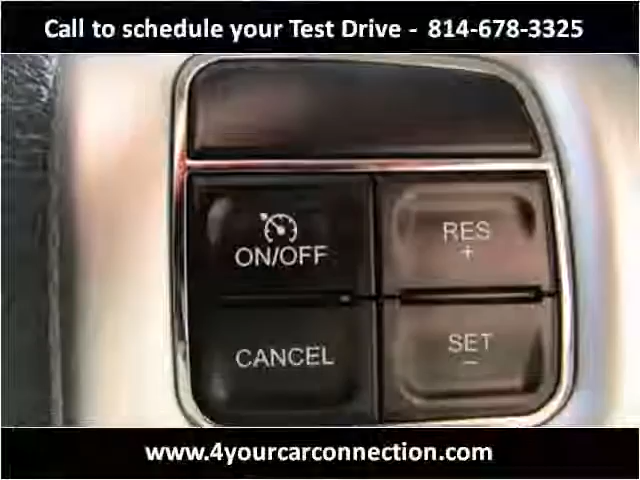 Call to schedule your Test Drive - 814-678-3325
ON/OFF
RES
+
CANCEL
SET
-
www.4yourcarconnection.com